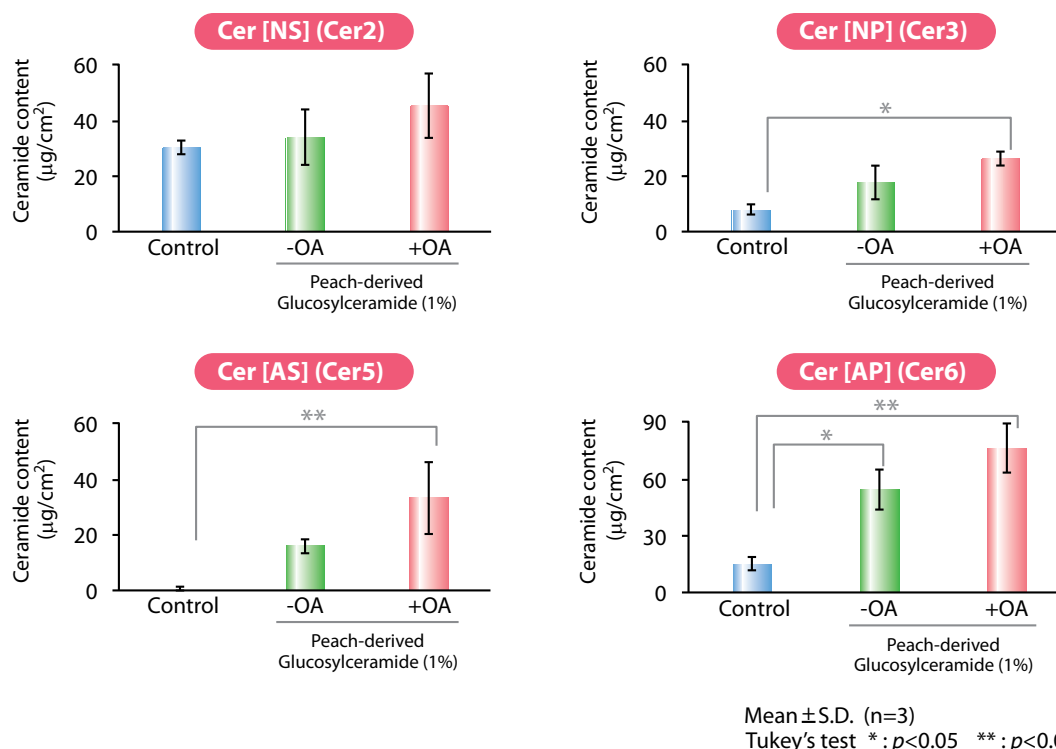 Cer [NS] (Cer2)
Ceramide content
(μg/cm²)
60
40
20
0
Control
-OA
+OA
Peach-derived
Glucosylceramide (1%)
Cer [NP] (Cer3)
Ceramide content
(μg/cm²)
60
40
20
0
*
Control
-OA
+OA
Peach-derived
Glucosylceramide (1%)
Cer [AS] (Cer5)
Ceramide content
(μg/cm²)
60
40
20
0
**
Control
-OA
+OA
Peach-derived
Glucosylceramide (1%)
Cer [AP] (Cer6)
Ceramide content
(μg/cm²)
90
60
30
0
**
*
Control
-OA
+OA
Peach-derived
Glucosylceramide (1%)
Mean±S.D. (n=3)
Tukey's test * : p<0.05 ** : p<0.0